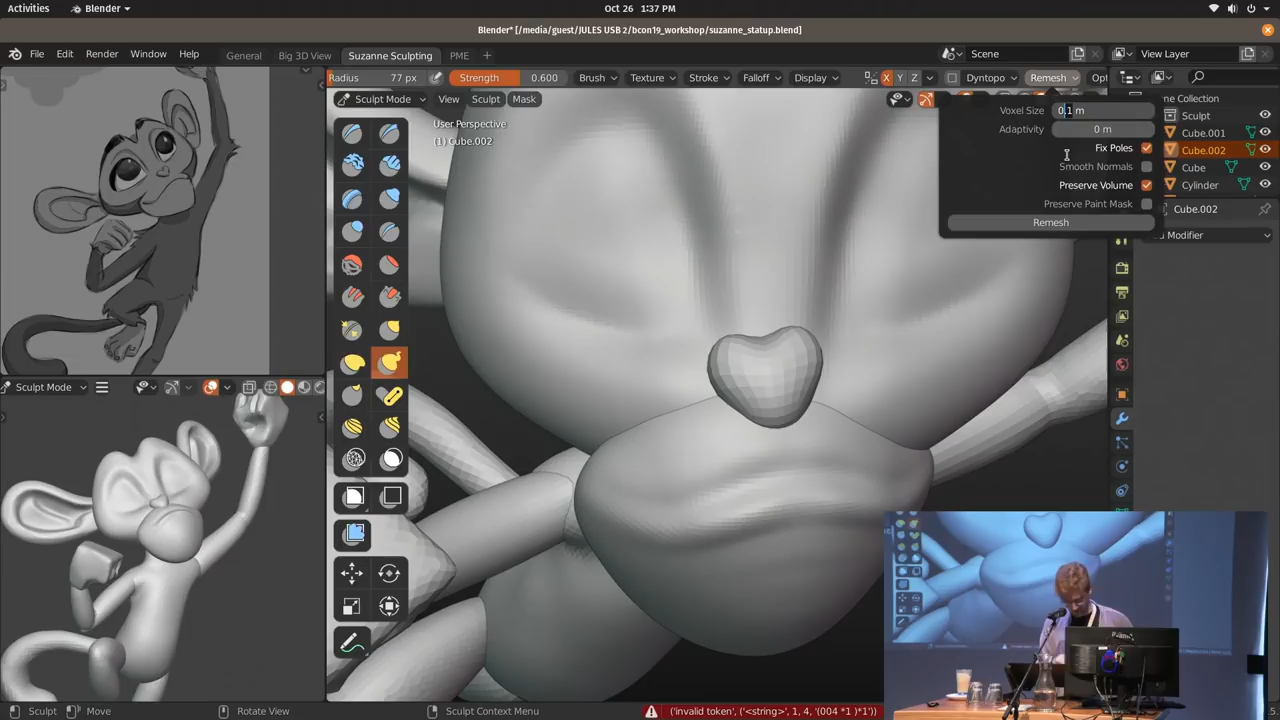 Activities
Blender
Oct 26 1:37 PM
Blender* [/media/guest/JULES USB 2/bcon19_workshop/suzanne_statup.blend]
File Edit Render Window Help
General Big 3D View Suzanne Sculpting PME
Scene
View Layer
Radius 77 px
Strength 0.600
Brush Texture Stroke Falloff Display
X Y Z
Dyntopo
Remesh
Opt
Sculpt Mode View Sculpt Mask
User Perspective
(1) Cube.002
Voxel Size 0.1 m
Adaptivity 0 m
Fix Poles
Smooth Normals
Preserve Volume
Preserve Paint Mask
Remesh
ne Collection
Sculpt
Cube.001
Cube.002
Cube
Cylinder
Cube.002
d Modifier
Sculpt Mode
Sculpt
Move
Rotate View
Sculpt Context Menu
('invalid token', ('<string>', 1, 4, '(004 *1 )*1'))